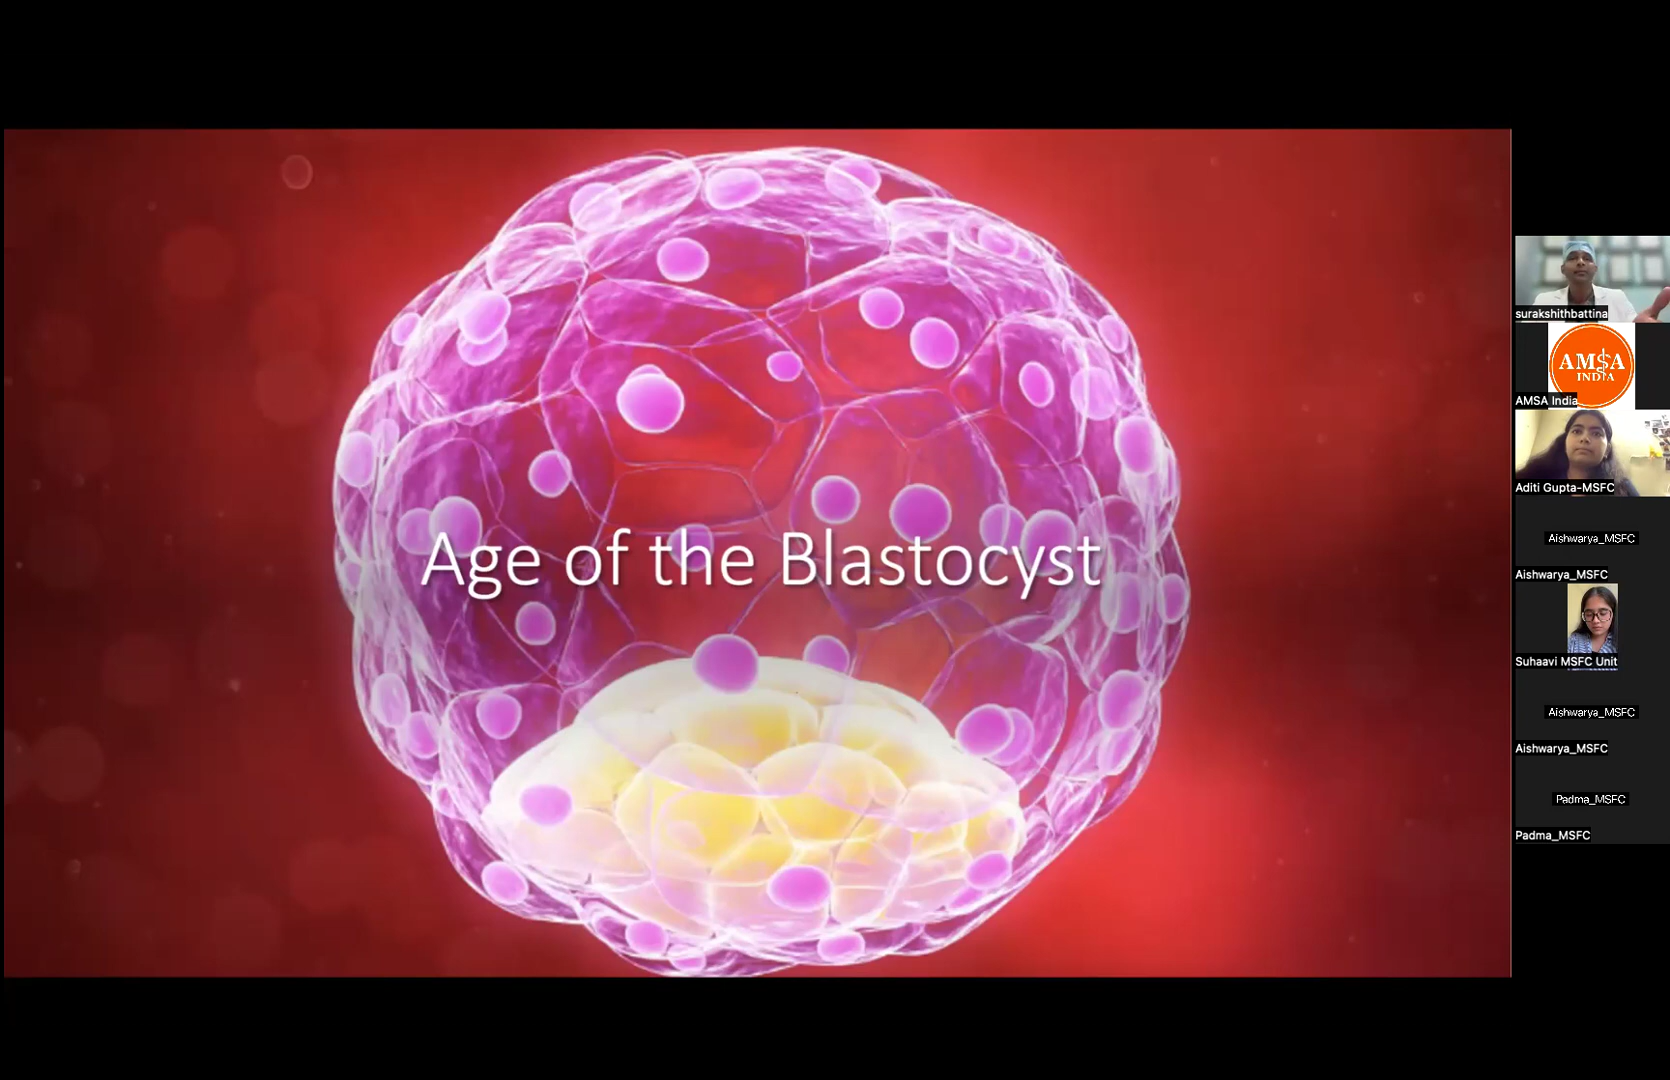 Age of the Blastocyst
surakshithbattina
AMSA
INDIA
AMSA India
Aditi Gupta-MSFC
Aishwarya_MSFC
Aishwarya_MSFC
Suhaavi MSFC Unit
Aishwarya_MSFC
Aishwarya_MSFC
Padma_MSFC
Padma_MSFC